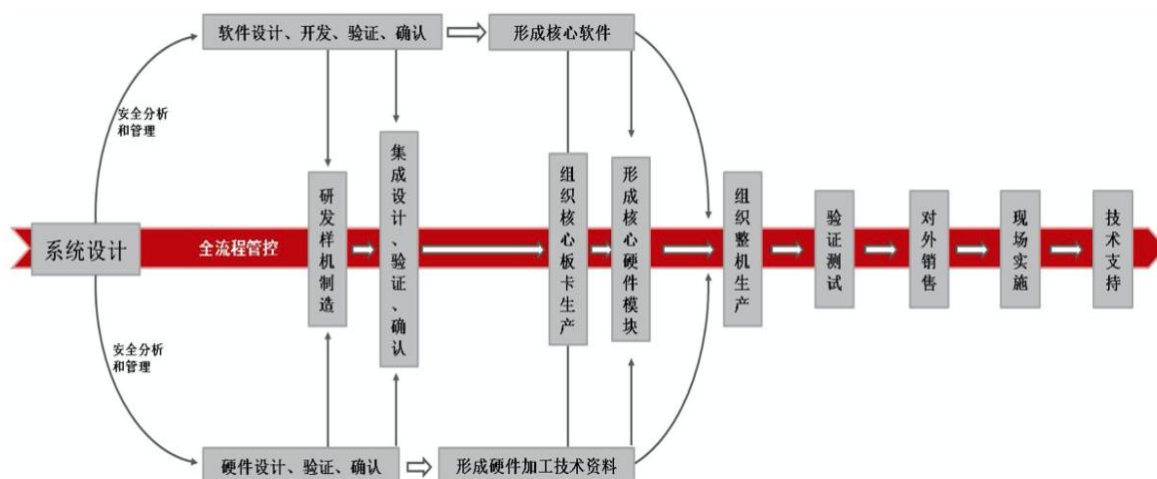 软件设计、开发、验证、确认
形成核心软件
安全分析
和管理
系统设计
全流程管控
研发样机制造
集成设计、验证、确认
组织核心板卡生产
形成核心硬件模块
组织整机生产
验证测试
对外销售
现场实施
技术支持
安全分析
和管理
硬件设计、验证、确认
形成硬件加工技术资料